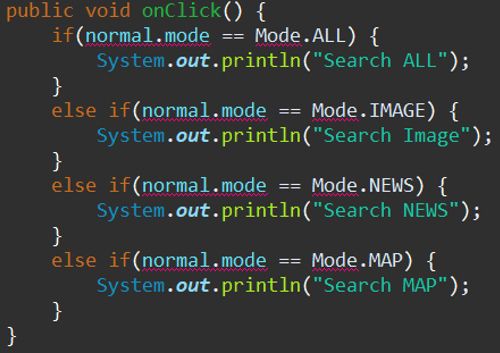 public void onClick() {
    if(normal.mode == Mode.ALL) {
        System.out.println("Search ALL");
    }
    else if(normal.mode == Mode.IMAGE) {
        System.out.println("Search Image");
    }
    else if(normal.mode == Mode.NEWS) {
        System.out.println("Search NEWS");
    }
    else if(normal.mode == Mode.MAP) {
        System.out.println("Search MAP");
    }
}